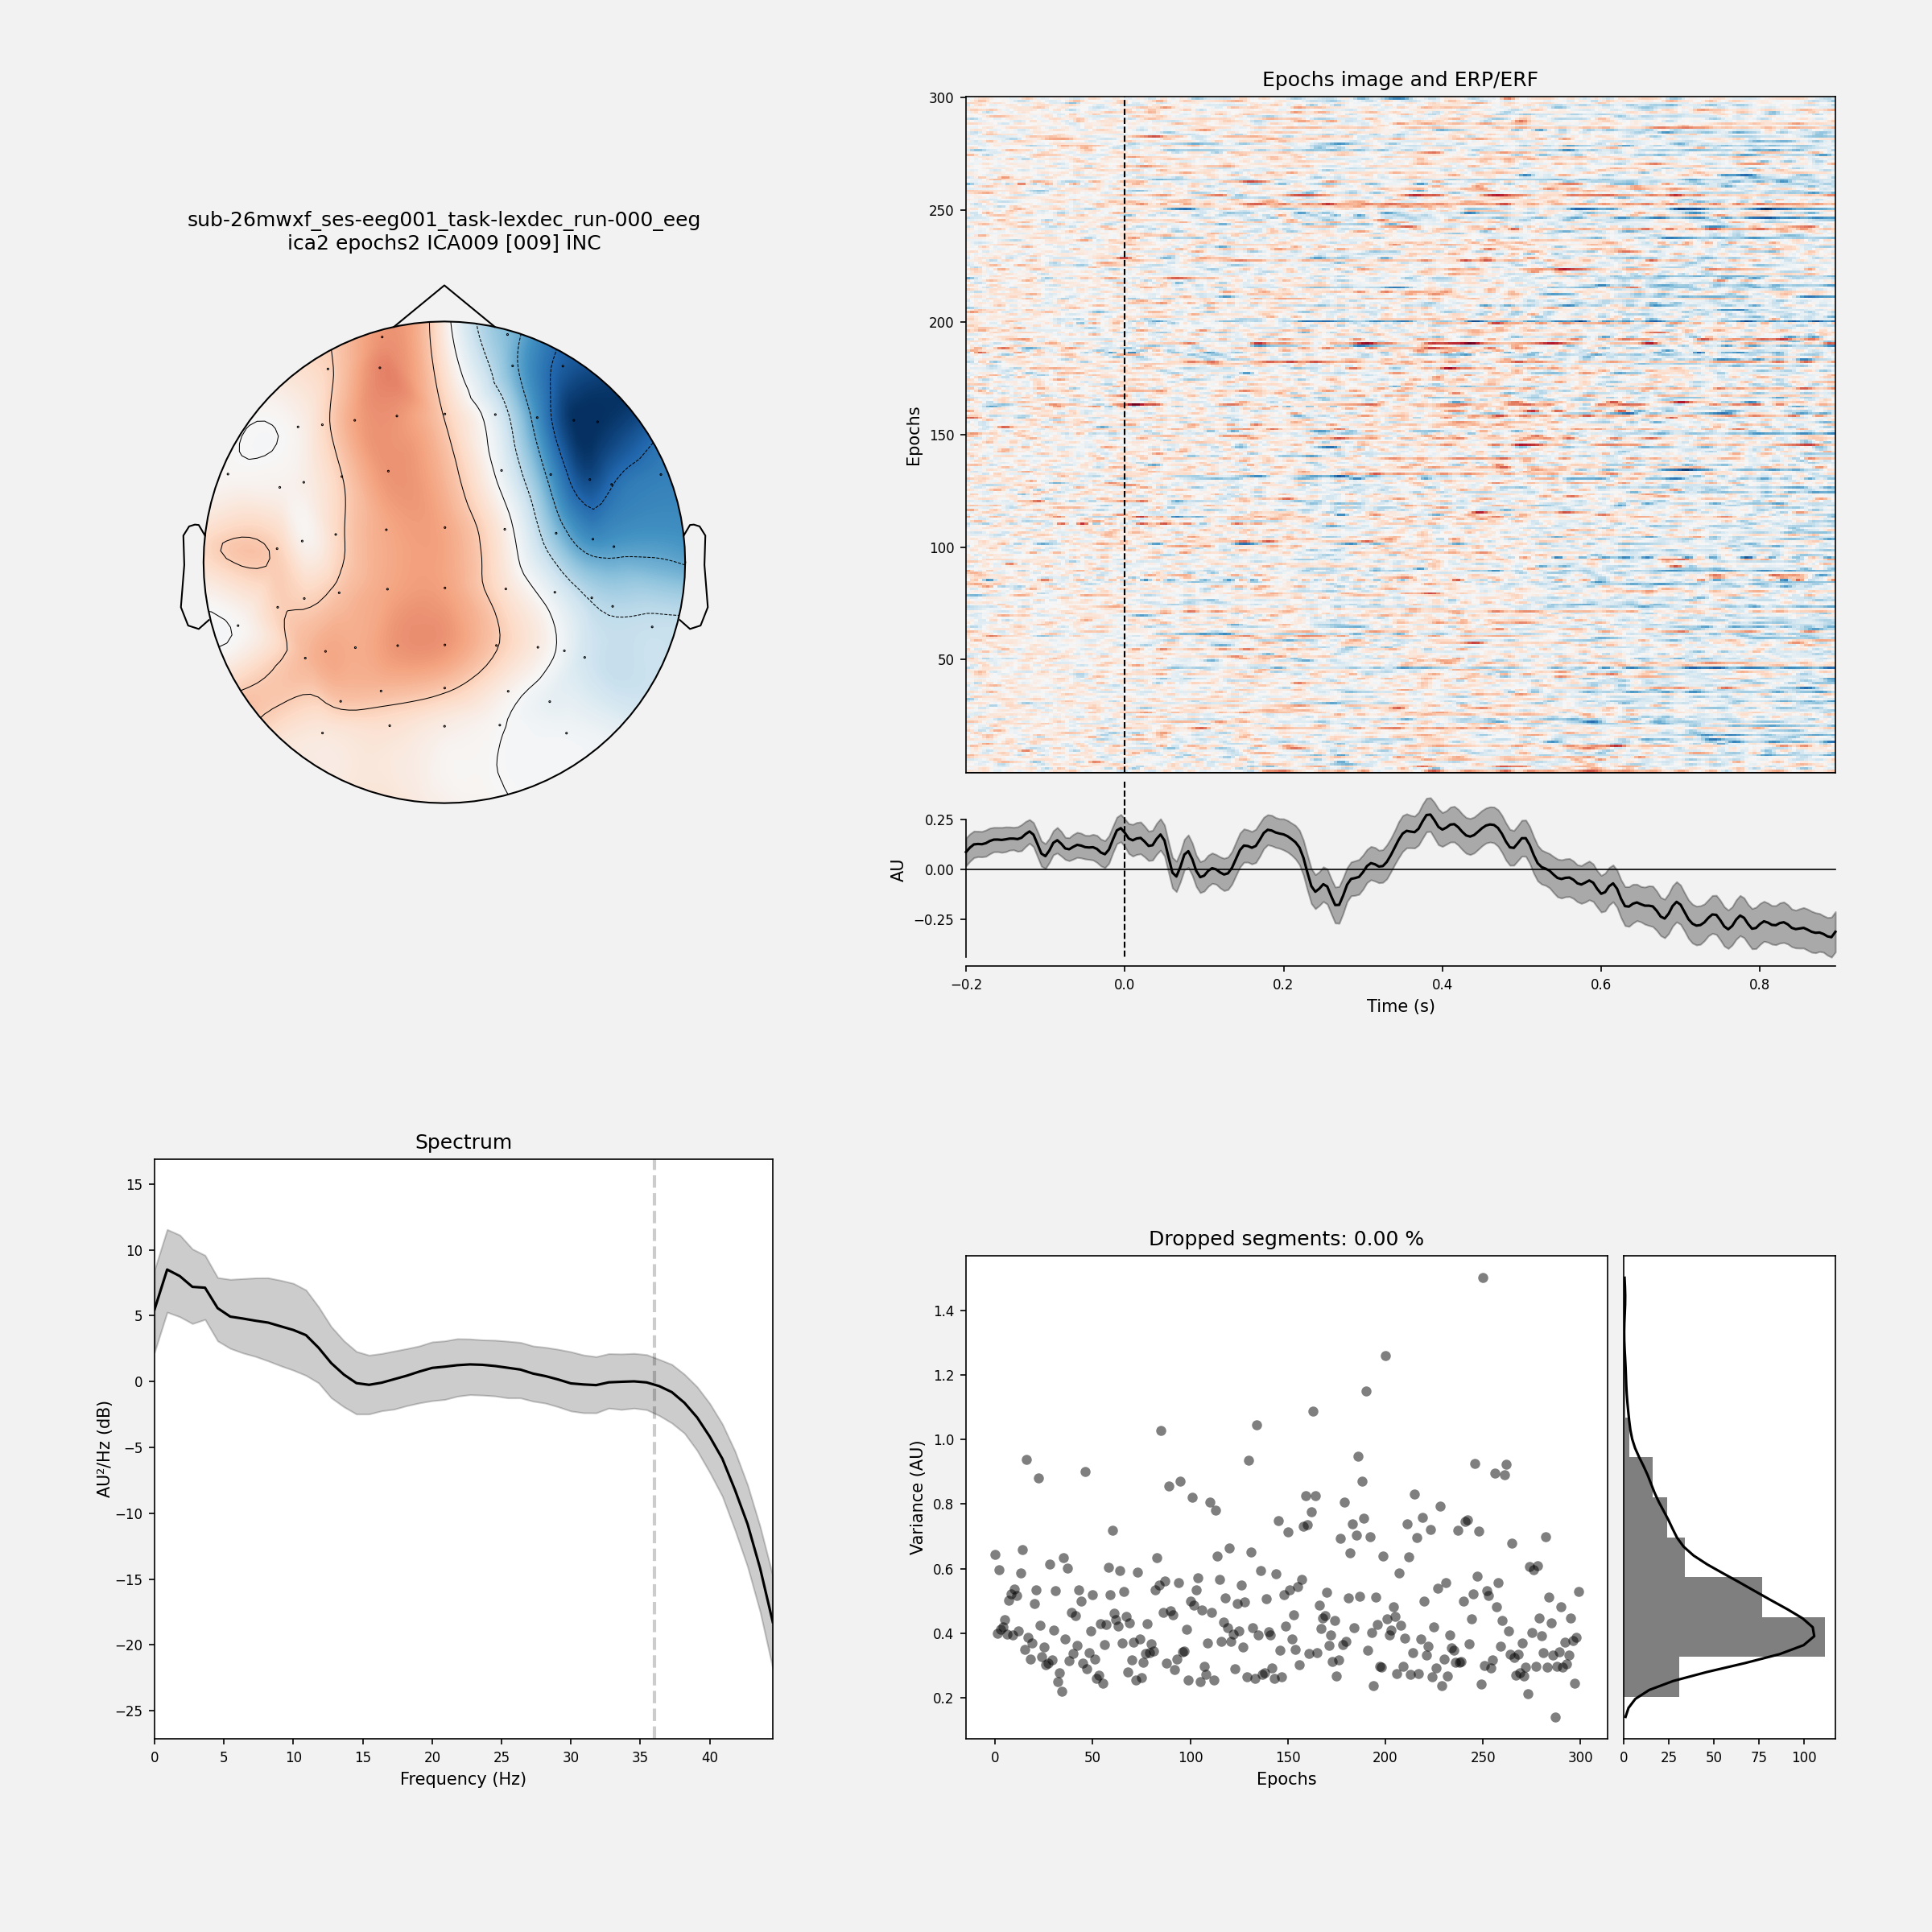 sub-26mwxf_ses-eeg001_task-lexdec_run-000_eeg
ica2 epochs2 ICA009 [009] INC
Epochs image and ERP/ERF
300
250
200
150
100
50
Epochs
0.25
0.00
−0.25
AU
−0.2 0.0 0.2 0.4 0.6 0.8
Time (s)
Spectrum
15
10
5
0
−5
−10
−15
−20
−25
AU²/Hz (dB)
0 5 10 15 20 25 30 35 40
Frequency (Hz)
Dropped segments: 0.00 %
1.4
1.2
1.0
0.8
0.6
0.4
0.2
Variance (AU)
0 50 100 150 200 250 300
Epochs
0 25 50 75 100